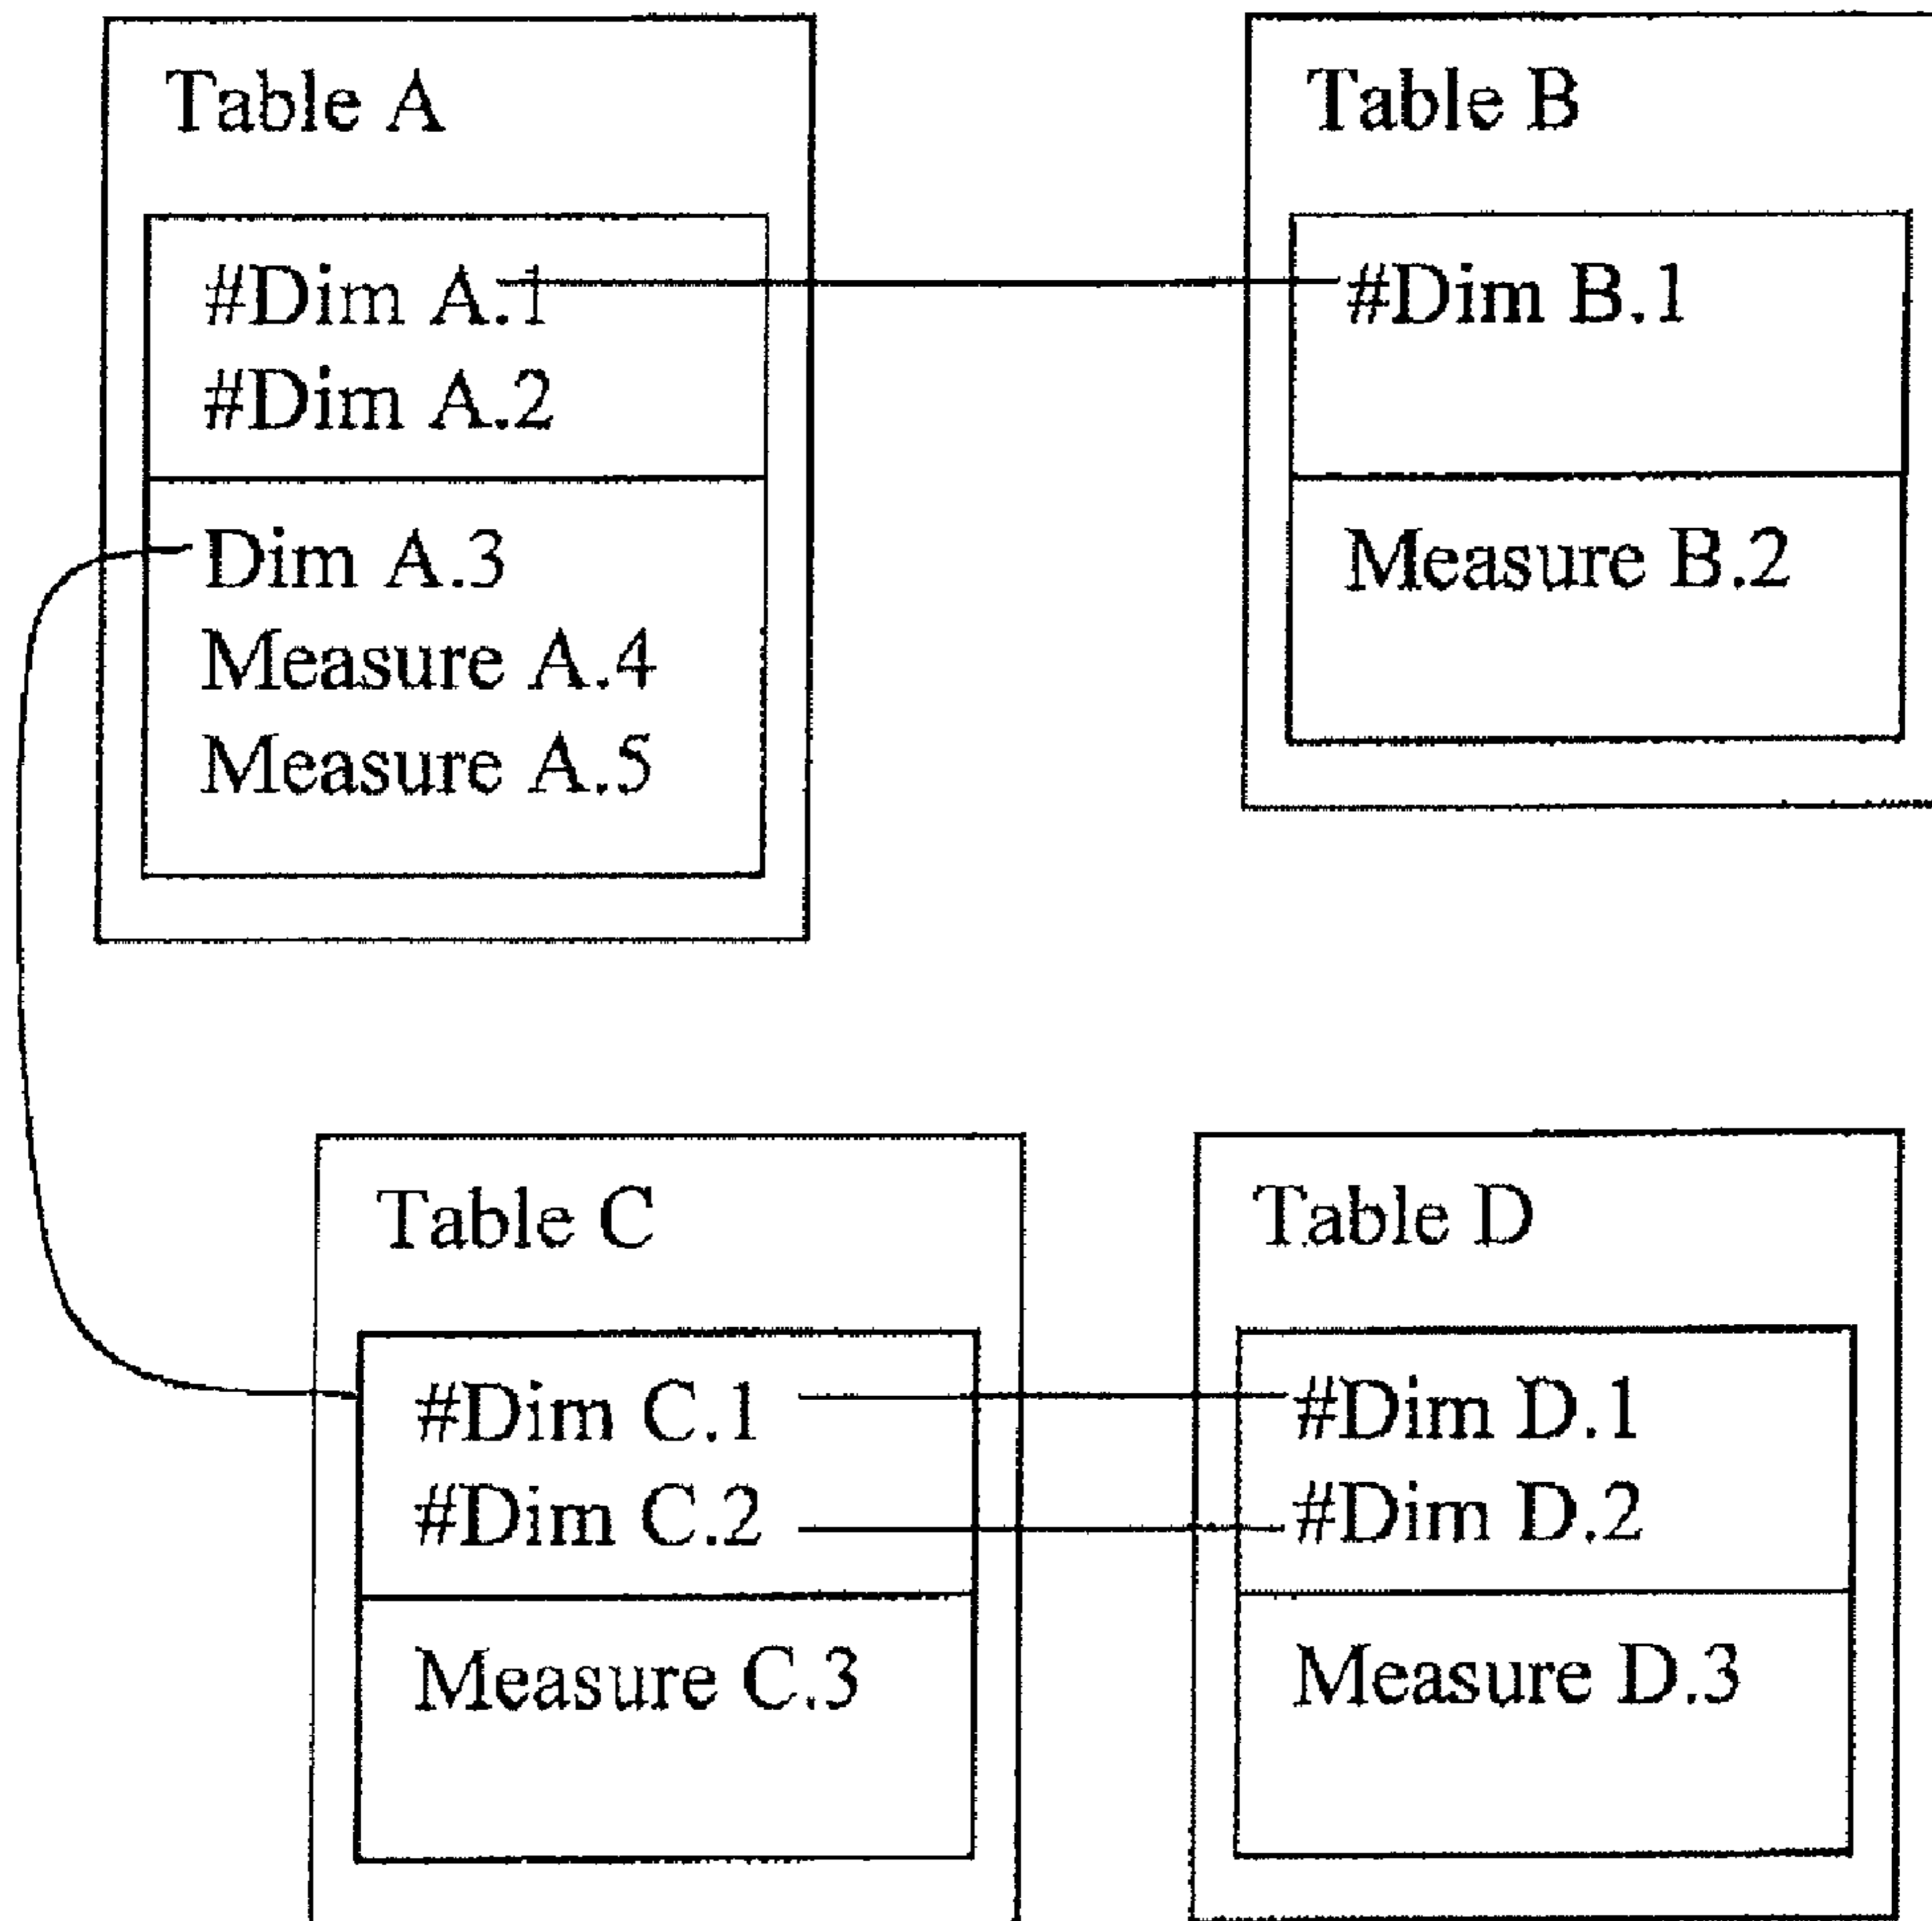 Table A
#Dim A.1
#Dim A.2
Dim A.3
Measure A.4
Measure A.5
Table B
#Dim B.1
Measure B.2
Table C
#Dim C.1
#Dim C.2
Measure C.3
Table D
#Dim D.1
#Dim D.2
Measure D.3